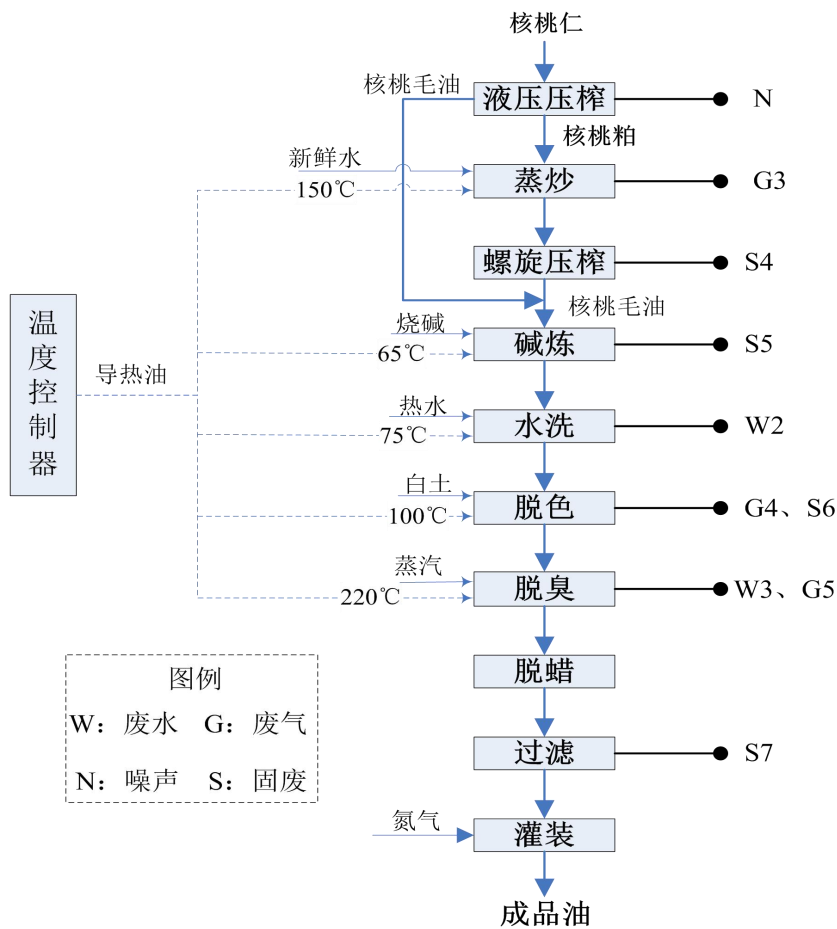 核桃仁
核桃毛油
液压压榨
N
核桃粕
新鲜水
150℃
蒸炒
G3
螺旋压榨
S4
核桃毛油
温度控制器
导热油
烧碱
65℃
碱炼
S5
热水
75℃
水洗
W2
白土
100℃
脱色
G4、S6
蒸汽
220℃
脱臭
W3、G5
脱蜡
图例
W：废水 G：废气
N：噪声 S：固废
过滤
S7
氮气
灌装
成品油